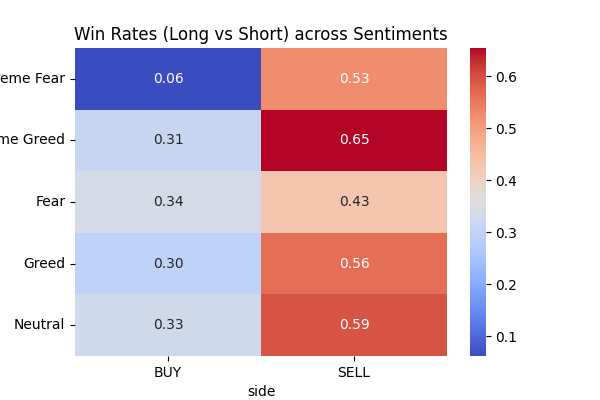 Win Rates (Long vs Short) across Sentiments
eme Fear
0.06
0.53
me Greed
0.31
0.65
Fear
0.34
0.43
Greed
0.30
0.56
Neutral
0.33
0.59
BUY
SELL
side
0.6
0.5
0.4
0.3
0.2
0.1